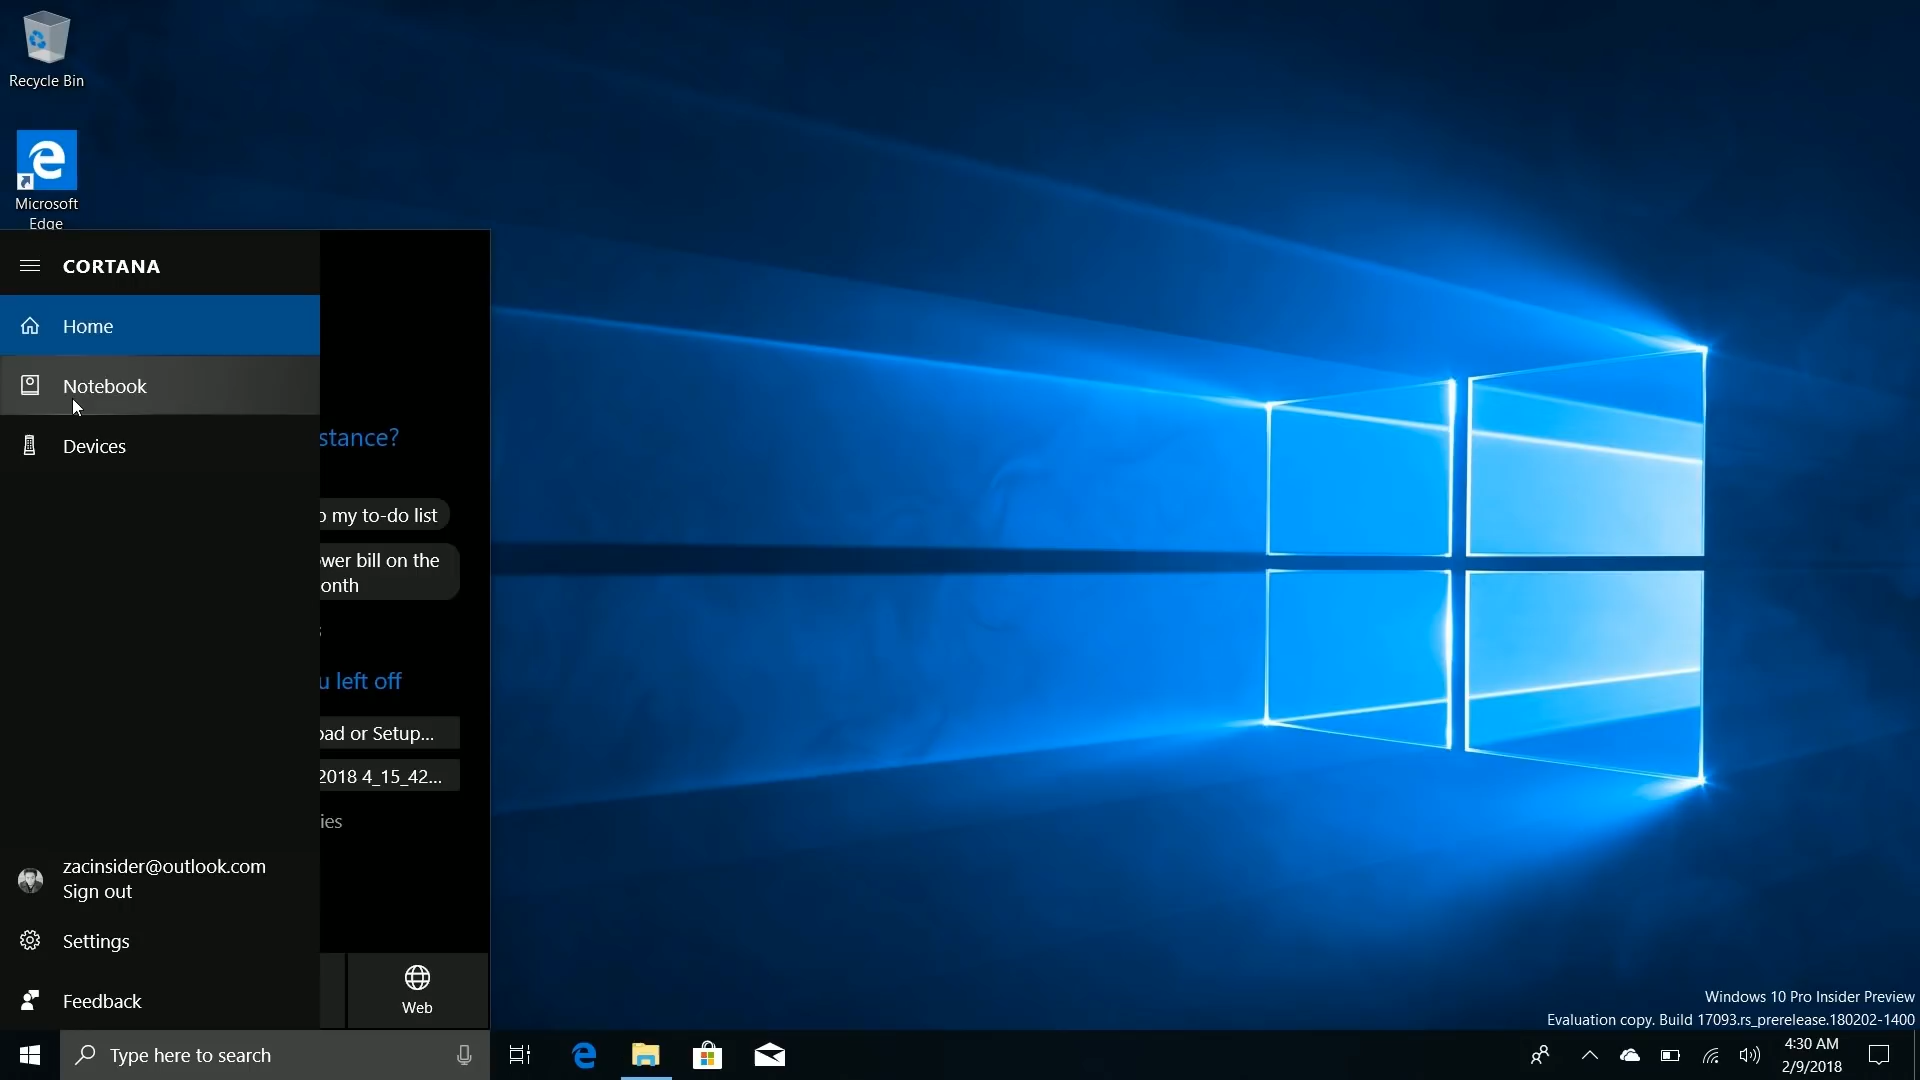 Recycle Bin
Microsoft
Edge
CORTANA
Home
Notebook
Devices
stance?
my to-do list
wer bill on the
onth
u left off
ad or Setup...
2018 4_15_42...
ies
zacinsider@outlook.com
Sign out
Settings
Feedback
Web
Windows 10 Pro Insider Preview
Evaluation copy. Build 17093.rs_prerelease.180202-1400
Type here to search
4:30 AM
2/9/2018